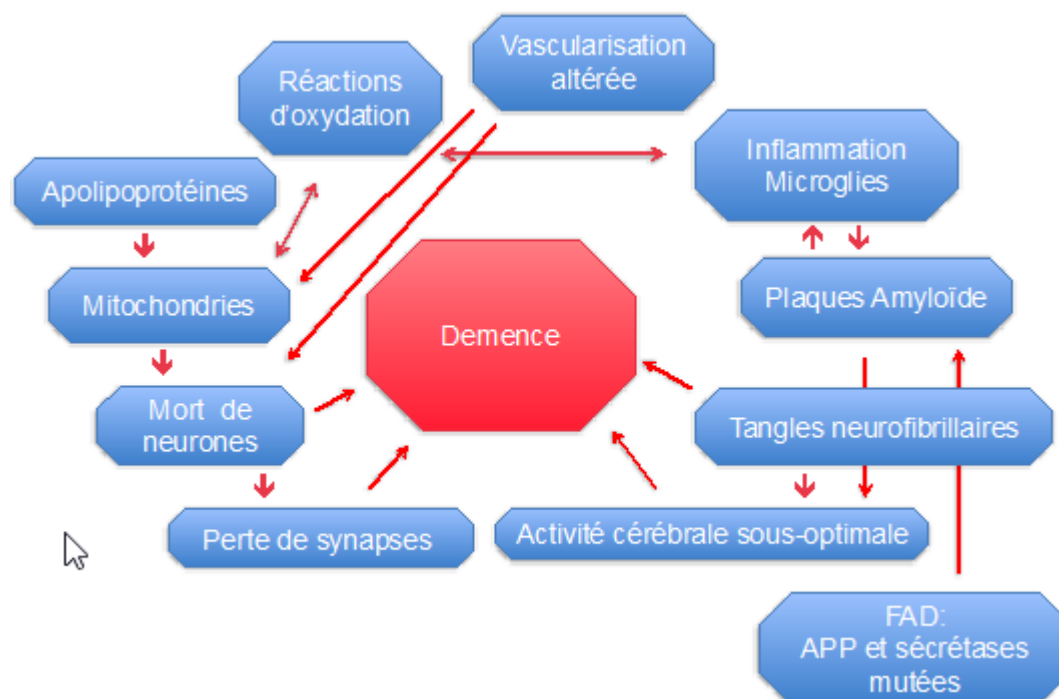 Vascularisation
altérée
Réactions
d'oxydation
Inflammation
Microglies
Apolipoprotéines
Mitochondries
Plaques Amyloïde
Demence
Mort de
neurones
Tangles neurofibrillaires
Perte de synapses
Activité cérébrale sous-optimale
FAD:
APP et sécrétases
mutées